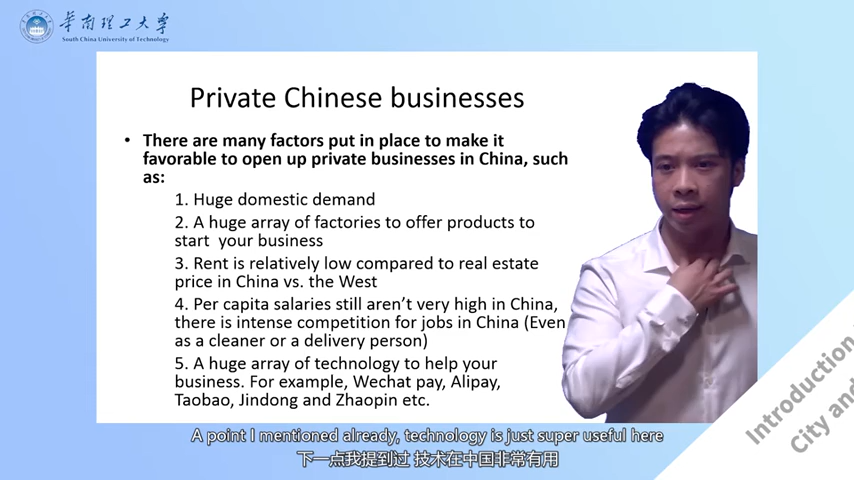 華南理工大学
South China University of Technology
Private Chinese businesses
• There are many factors put in place to make it
favorable to open up private businesses in China, such
as:
1. Huge domestic demand
2. A huge array of factories to offer products to
start your business
3. Rent is relatively low compared to real estate
price in China vs. the West
4. Per capita salaries still aren’t very high in China,
there is intense competition for jobs in China (Even
as a cleaner or a delivery person)
5. A huge array of technology to help your
business. For example, Wechat pay, Alipay,
Taobao, Jindong and Zhaopin etc.
Introduction
City and
A point I mentioned already, technology is just super useful here
下一点我提到过 技术在中国非常有用